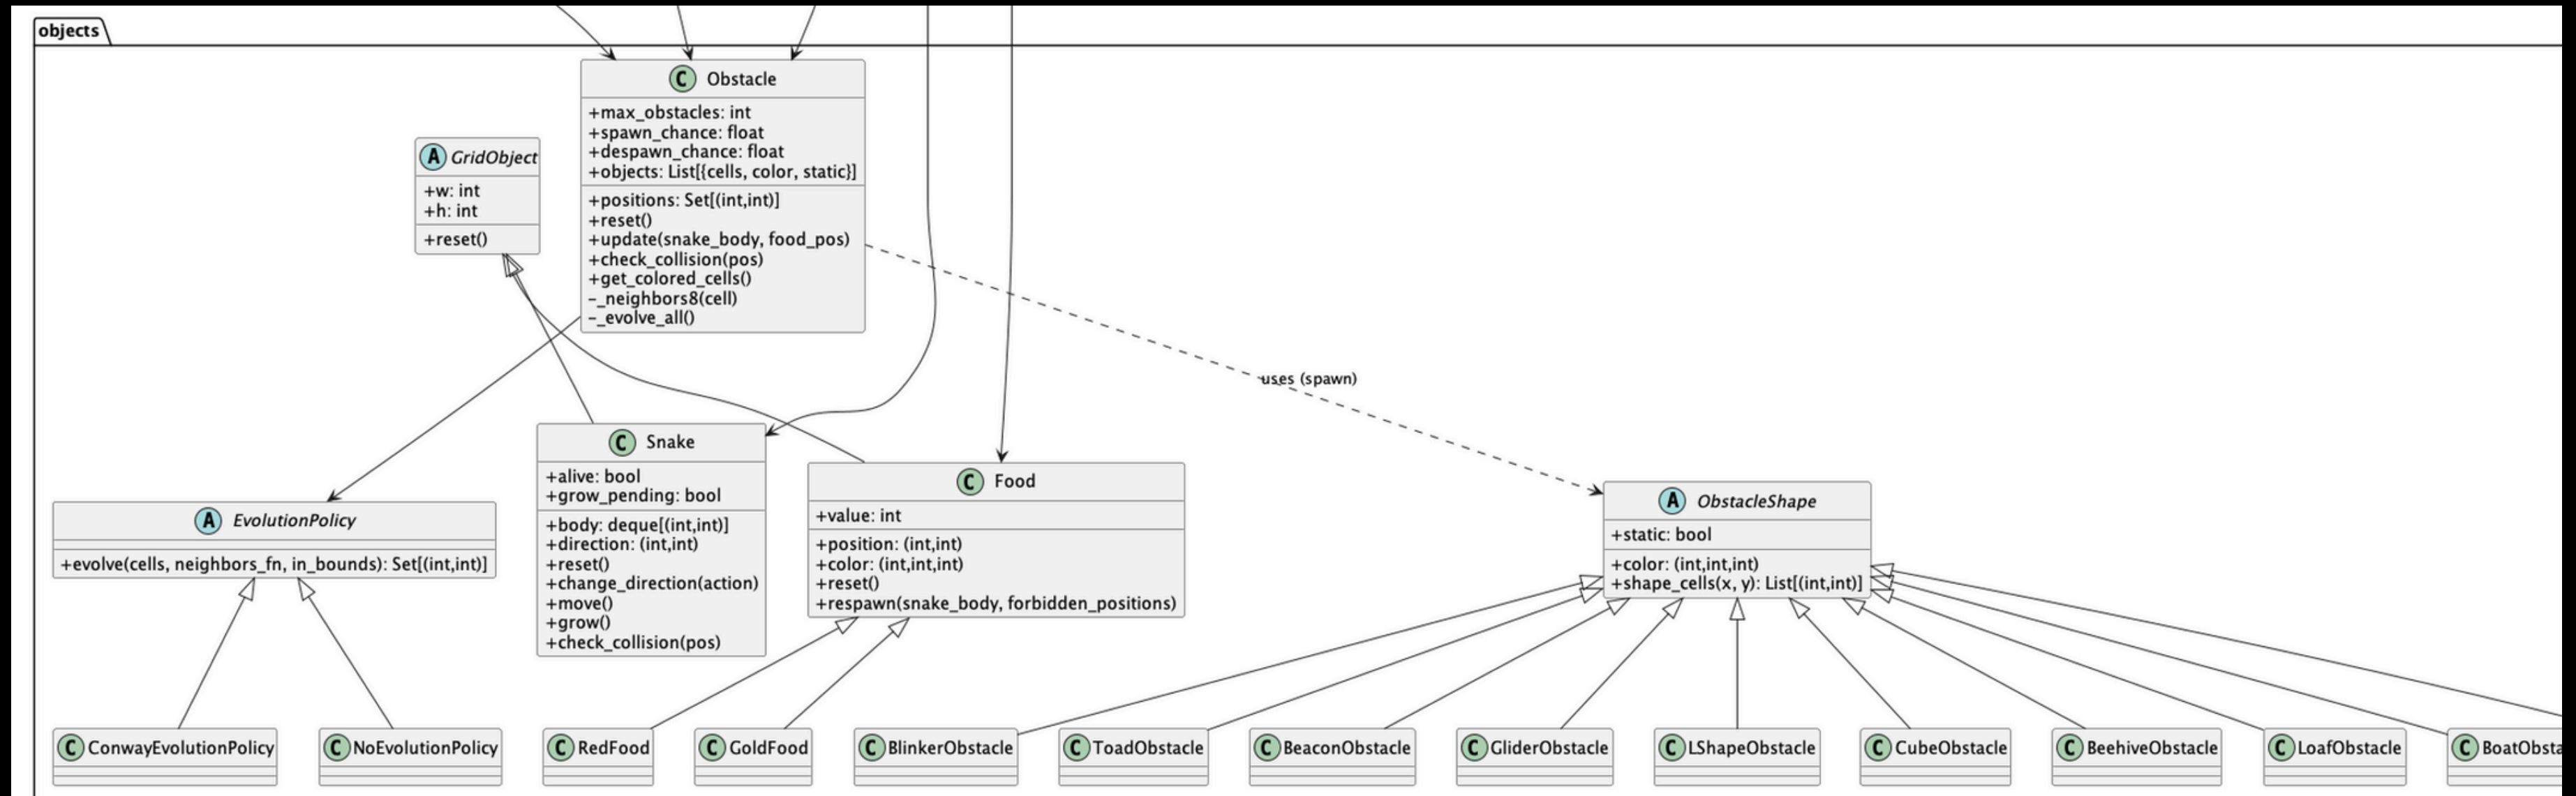 objects
C Obstacle
+max_obstacles: int
+spawn_chance: float
+despawn_chance: float
+objects: List[{cells, color, static}]
+positions: Set[(int,int)]
+reset()
+update(snake_body, food_pos)
+check_collision(pos)
+get_colored_cells()
-_neighbors8(cell)
-_evolve_all()
A GridObject
+w: int
+h: int
+reset()
uses (spawn)
C Snake
+alive: bool
+grow_pending: bool
+body: deque[(int,int)]
+direction: (int,int)
+reset()
+change_direction(action)
+move()
+grow()
+check_collision(pos)
C Food
+value: int
+position: (int,int)
+color: (int,int,int)
+reset()
+respawn(snake_body, forbidden_positions)
A EvolutionPolicy
+evolve(cells, neighbors_fn, in_bounds): Set[(int,int)]
A ObstacleShape
+static: bool
+color: (int,int,int)
+shape_cells(x, y): List[(int,int)]
C ConwayEvolutionPolicy
C NoEvolutionPolicy
C RedFood
C GoldFood
C BlinkerObstacle
C ToadObstacle
C BeaconObstacle
C GliderObstacle
C LShapeObstacle
C CubeObstacle
C BeehiveObstacle
C LoafObstacle
C BoatObsta